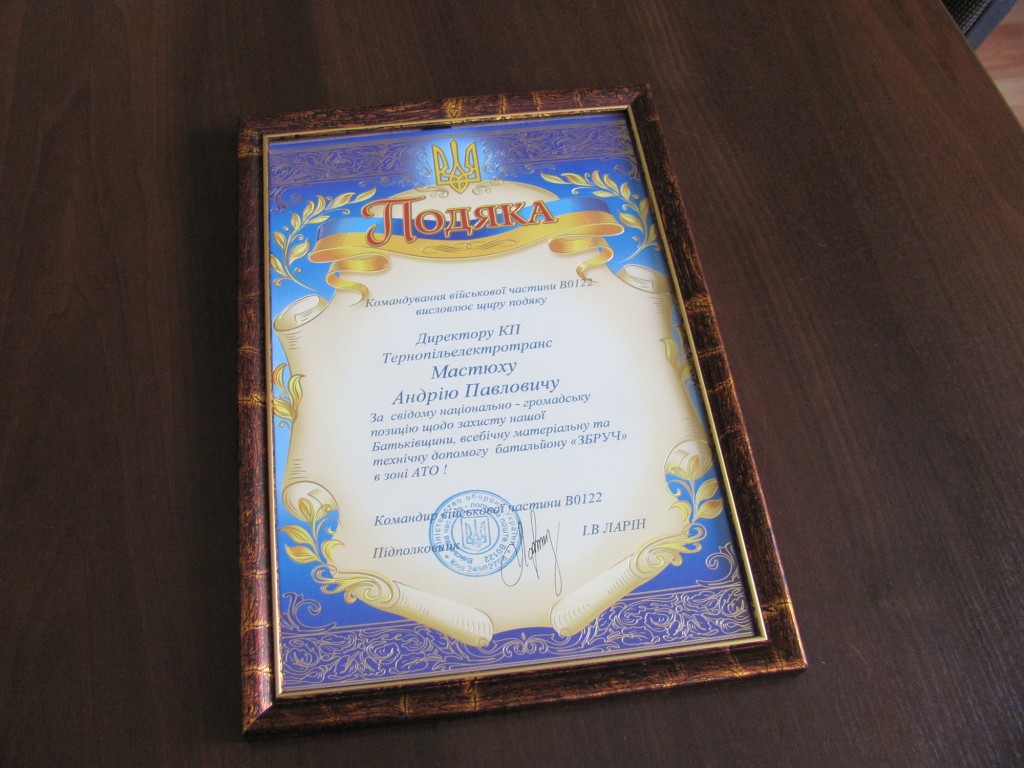 Подяка
Командування військової частини В0122
висловлює щиру подяку
Директору КП
Тернопільелектротранс
Мастюху
Андрію Павловичу
За свідому національно - громадську
позицію щодо захисту нашої
Батьківщини, всебічну матеріальну та
технічну допомогу батальйону «ЗБРУЧ»
в зоні АТО !
Командир військової частини В0122
Підполковник
І.В ЛАРІН